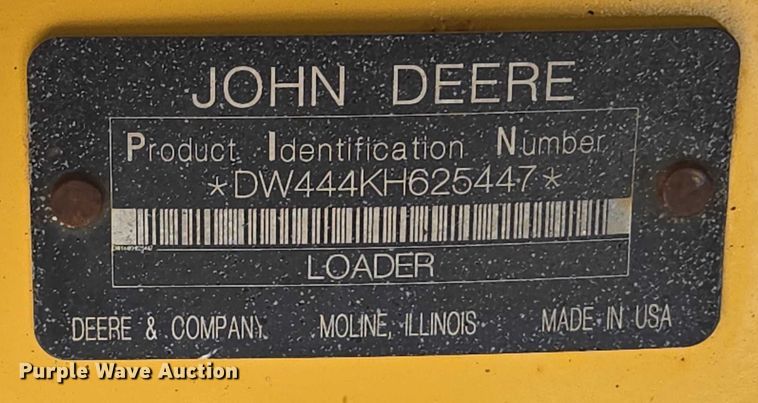 JOHN DEERE
Product Identification Number
*DW444KH625447*
LOADER
DEERE & COMPANY MOLINE, ILLINOIS MADE IN USA
Purple Wave Auction